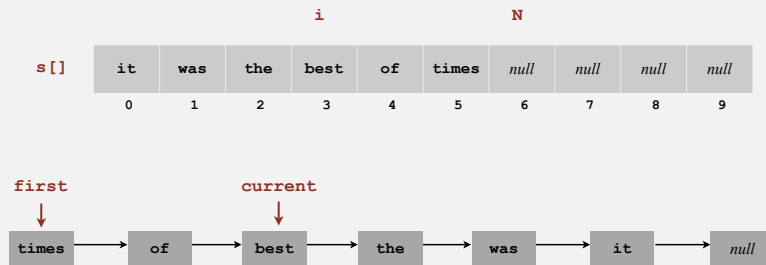 i N
s[] it was the best of times null null null null
0 1 2 3 4 5 6 7 8 9
first current
times of best the was it null